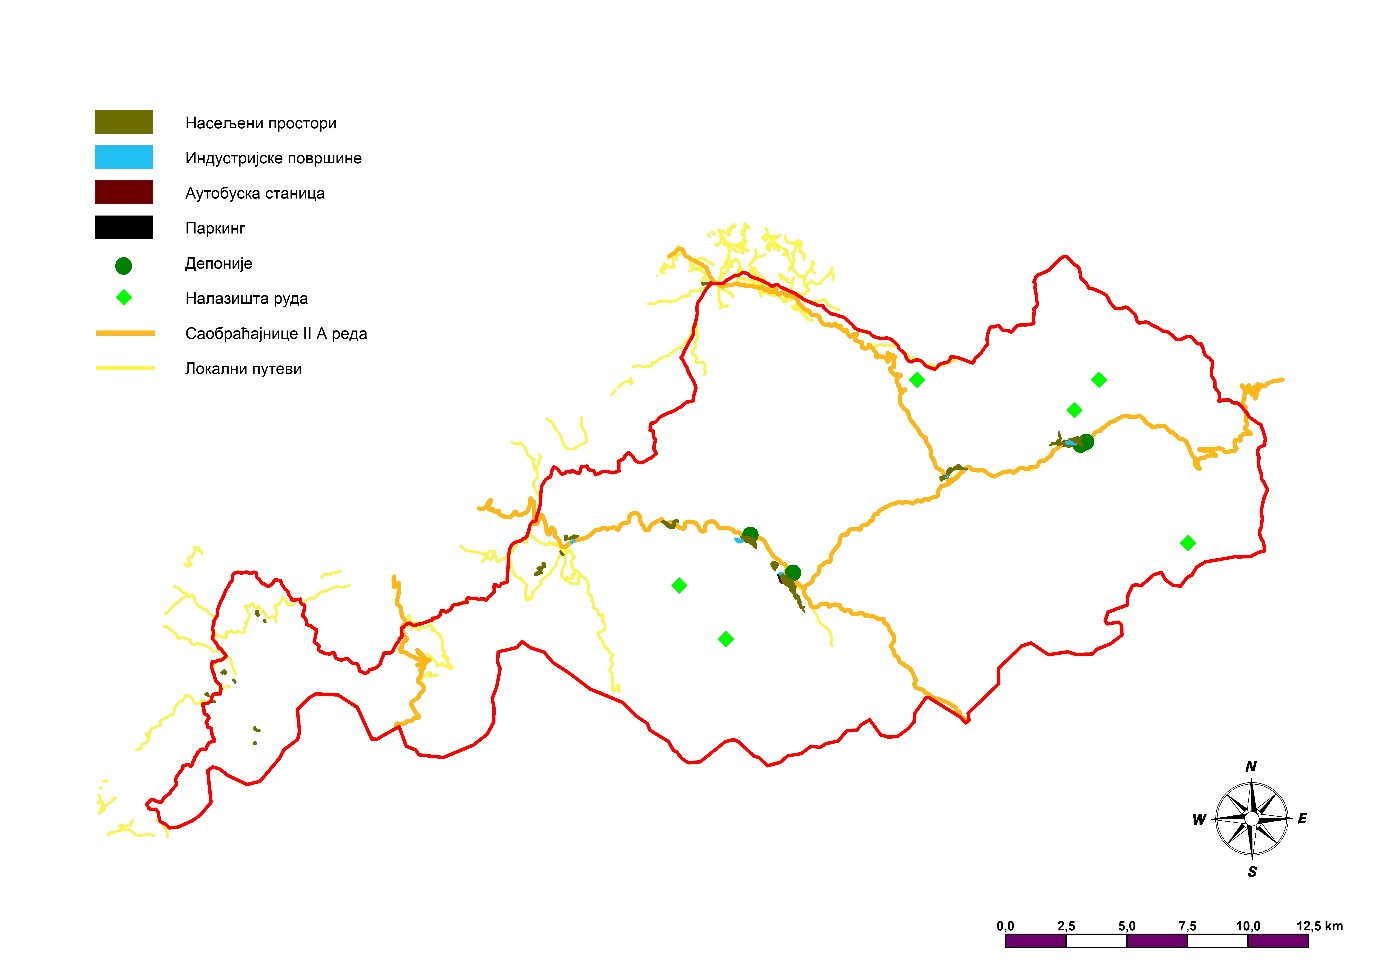 Насељени простори
Индустријске површине
Аутобуска станица
Паркинг
Депоније
Налазишта руда
Саобраћајнице II А реда
Локални путеви
N
W E
S
0,0 2,5 5,0 7,5 10,0 12,5 km